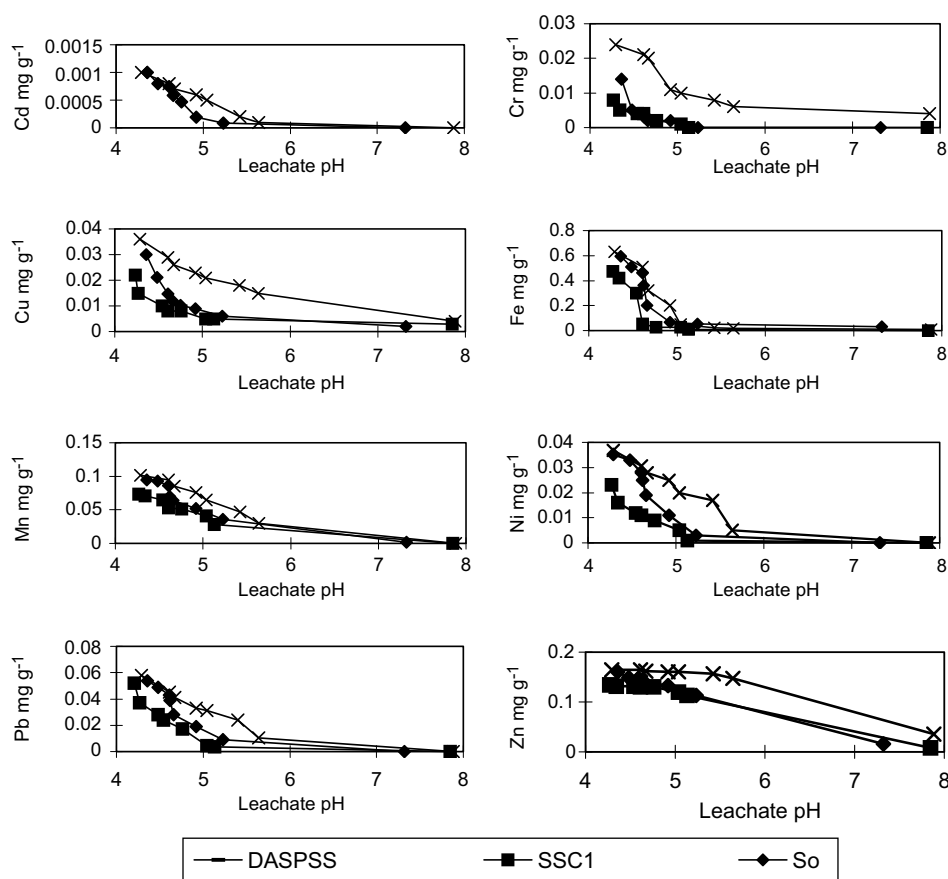 Cd mg g⁻¹
0.0015
0.001
0.0005
0
4 5 6 7 8
Leachate pH
Cr mg g⁻¹
0.03
0.02
0.01
0
4 5 6 7 8
Leachate pH
Cu mg g⁻¹
0.04
0.03
0.02
0.01
0
4 5 6 7 8
Leachate pH
Fe mg g⁻¹
0.8
0.6
0.4
0.2
0
4 5 6 7 8
Leachate pH
Mn mg g⁻¹
0.15
0.1
0.05
0
4 5 6 7 8
Leachate pH
Ni mg g⁻¹
0.04
0.03
0.02
0.01
0
4 5 6 7 8
Leachate pH
Pb mg g⁻¹
0.08
0.06
0.04
0.02
0
4 5 6 7 8
Leachate pH
Zn mg g⁻¹
0.2
0.1
0
4 5 6 7 8
Leachate pH
DASPSS SSC1 So